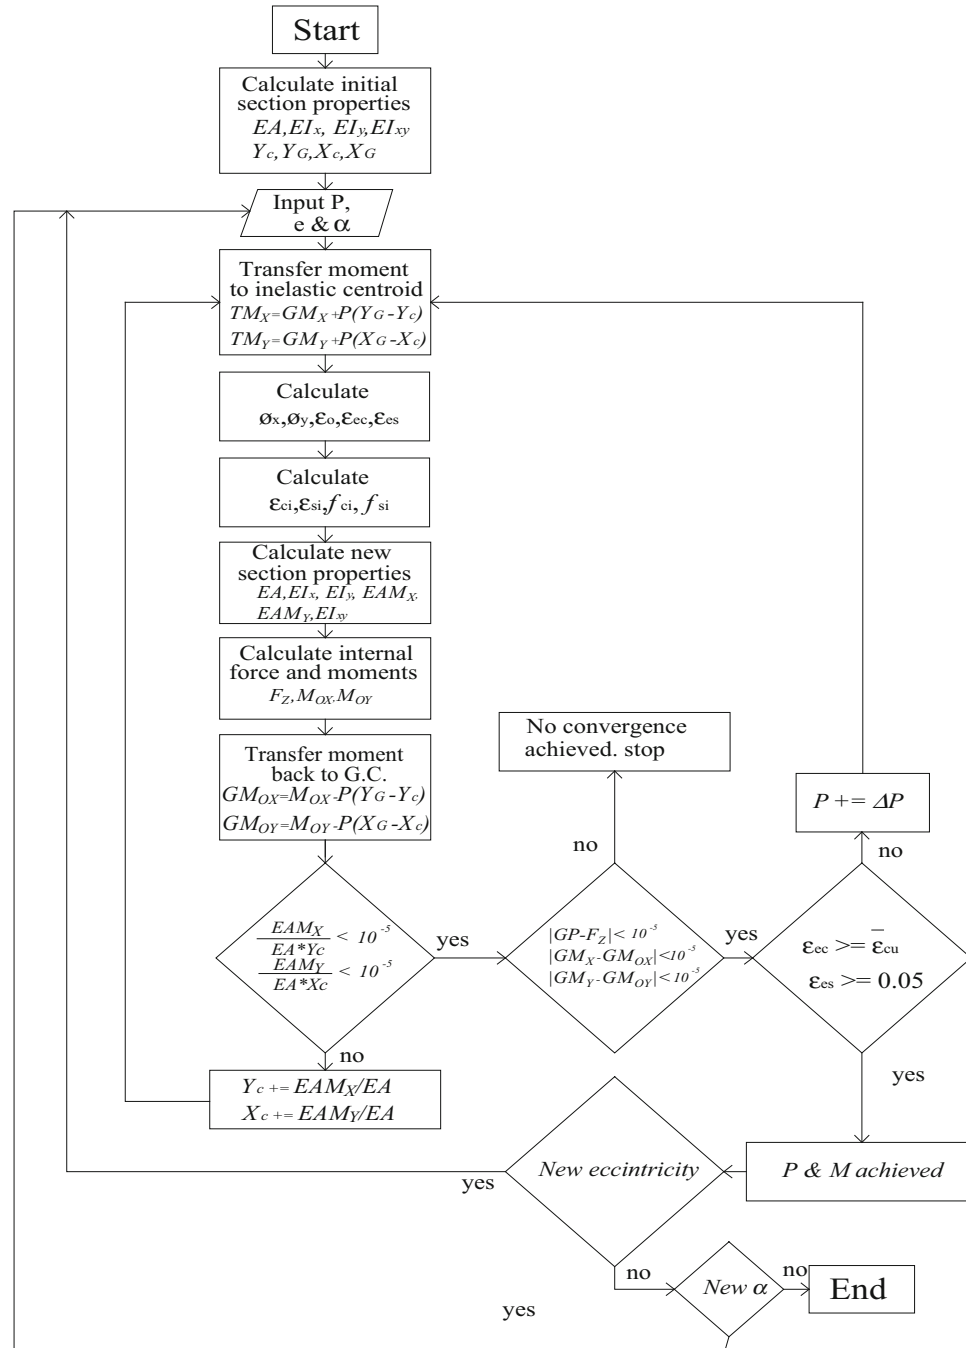 Start
Calculate initial
section properties
EA,EIx, EIy,EIxy
Yc,YG,Xc,XG
Input P,
e & α
Transfer moment
to inelastic centroid
TMX=GMX+P(YG-Yc)
TMY=GMY+P(XG-Xc)
Calculate
øx,øy,εo,εec,εes
Calculate
εci,εsi,fci, fsi
Calculate new
section properties
EA,EIx, EIy, EAMX,
EAMY,EIxy
Calculate internal
force and moments
FZ,MOX,MOY
Transfer moment
back to G.C.
GMOX=MOX-P(YG-Yc)
GMOY=MOY-P(XG-Xc)
EAMX/EA*Yc < 10^-5
EAMY/EA*Xc < 10^-5
yes
no
Yc += EAMX/EA
Xc += EAMY/EA
No convergence
achieved. stop
no
|GP-FZ|< 10^-5
|GMX-GMOX|<10^-5
|GMY-GMOY|<10^-5
yes
P += ΔP
no
εec >= ε̅cu
εes >= 0.05
yes
P & M achieved
New eccintricity
yes
no
New α
no
End
yes